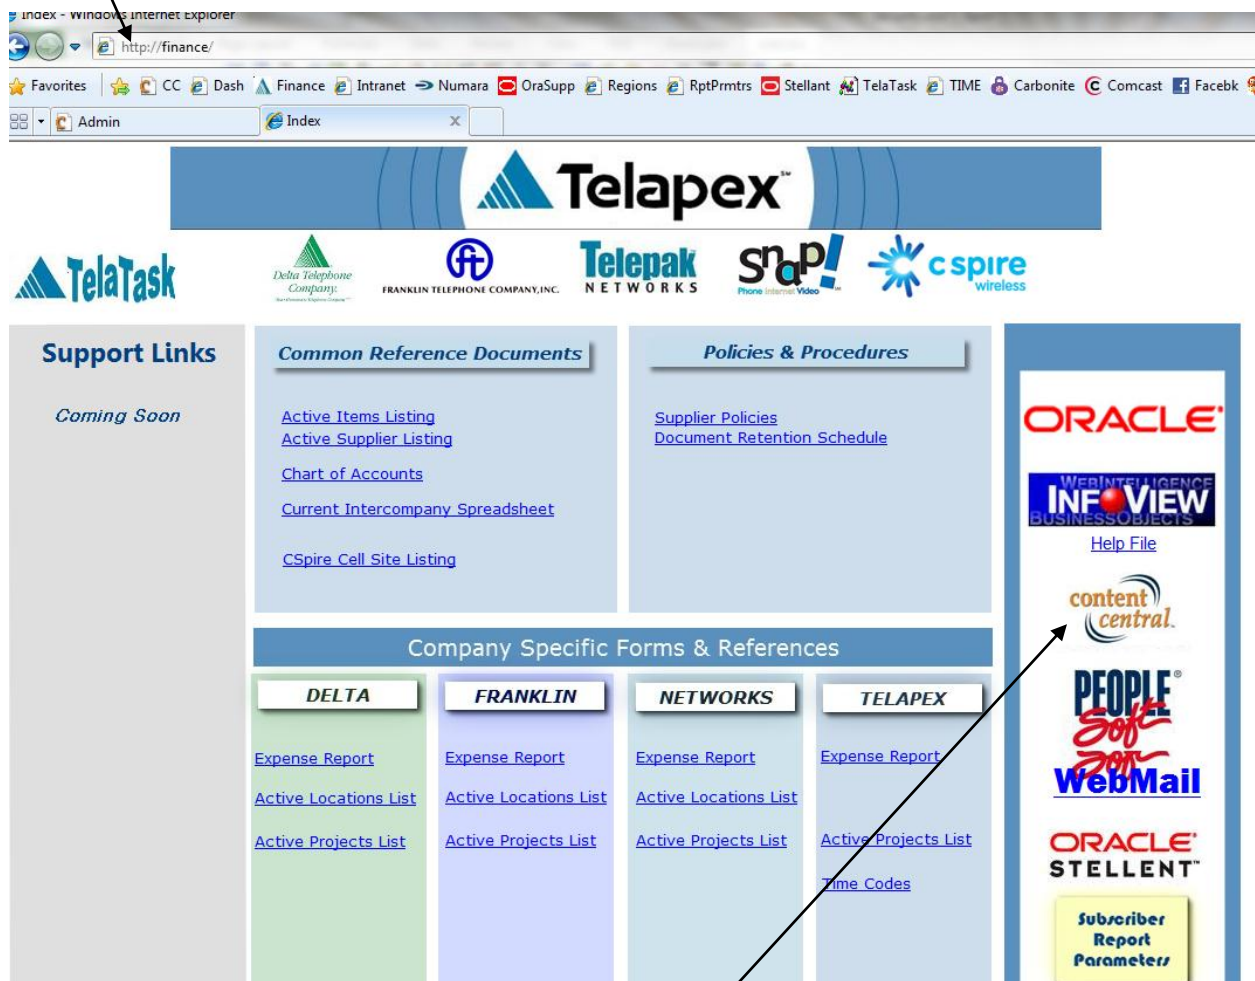 Index - Windows Internet Explorer
http://finance/
Favorites CC Dash Finance Intranet Numara OraSupp Regions RptPrmtrs Stellant TelaTask TIME Carbonite Comcast Facebk
Admin Index X
Telapex℠
TelaTask
Delta Telephone Company.
FRANKLIN TELEPHONE COMPANY,INC.
Telepak NETWORKS
snap! Phone Internet Video
c spire wireless
Support Links
Coming Soon
Common Reference Documents
Active Items Listing
Active Supplier Listing
Chart of Accounts
Current Intercompany Spreadsheet
CSpire Cell Site Listing
Policies & Procedures
Supplier Policies
Document Retention Schedule
Company Specific Forms & References
DELTA
Expense Report
Active Locations List
Active Projects List
FRANKLIN
Expense Report
Active Locations List
Active Projects List
NETWORKS
Expense Report
Active Locations List
Active Projects List
TELAPEX
Expense Report
Active Projects List
Time Codes
ORACLE®
WEBINTELLIGENCE
INFOVIEW
BUSINESSOBJECTS
Help File
content
central.
PEOPLE®
Soft
Soft
WebMail
ORACLE®
STELLENT™
Subscriber
Report
Parameters